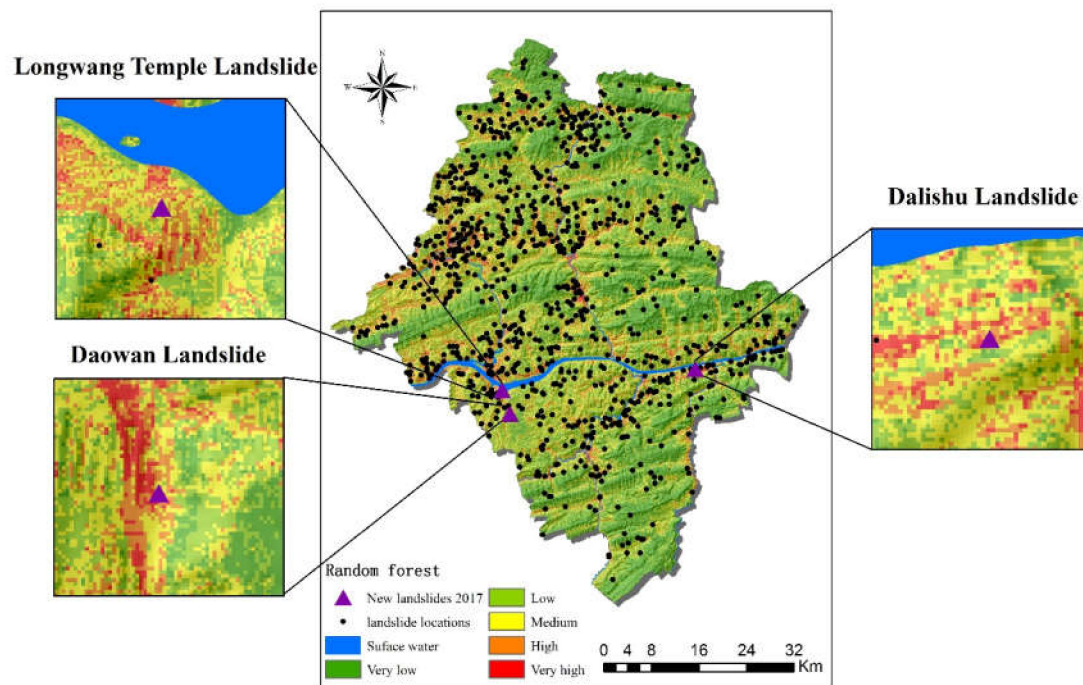 Longwang Temple Landslide
N
W
E
S
Dalishu Landslide
Daowan Landslide
Random forest
New landslides 2017
landslide locations
Suface water
Very low
Low
Medium
High
Very high
0 4 8 16 24 32
Km